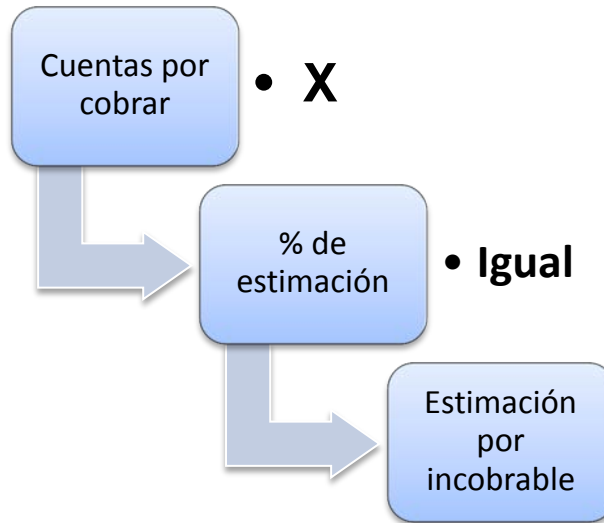 Cuentas por
cobrar
• X
% de
estimación
• Igual
Estimación
por
incobrable